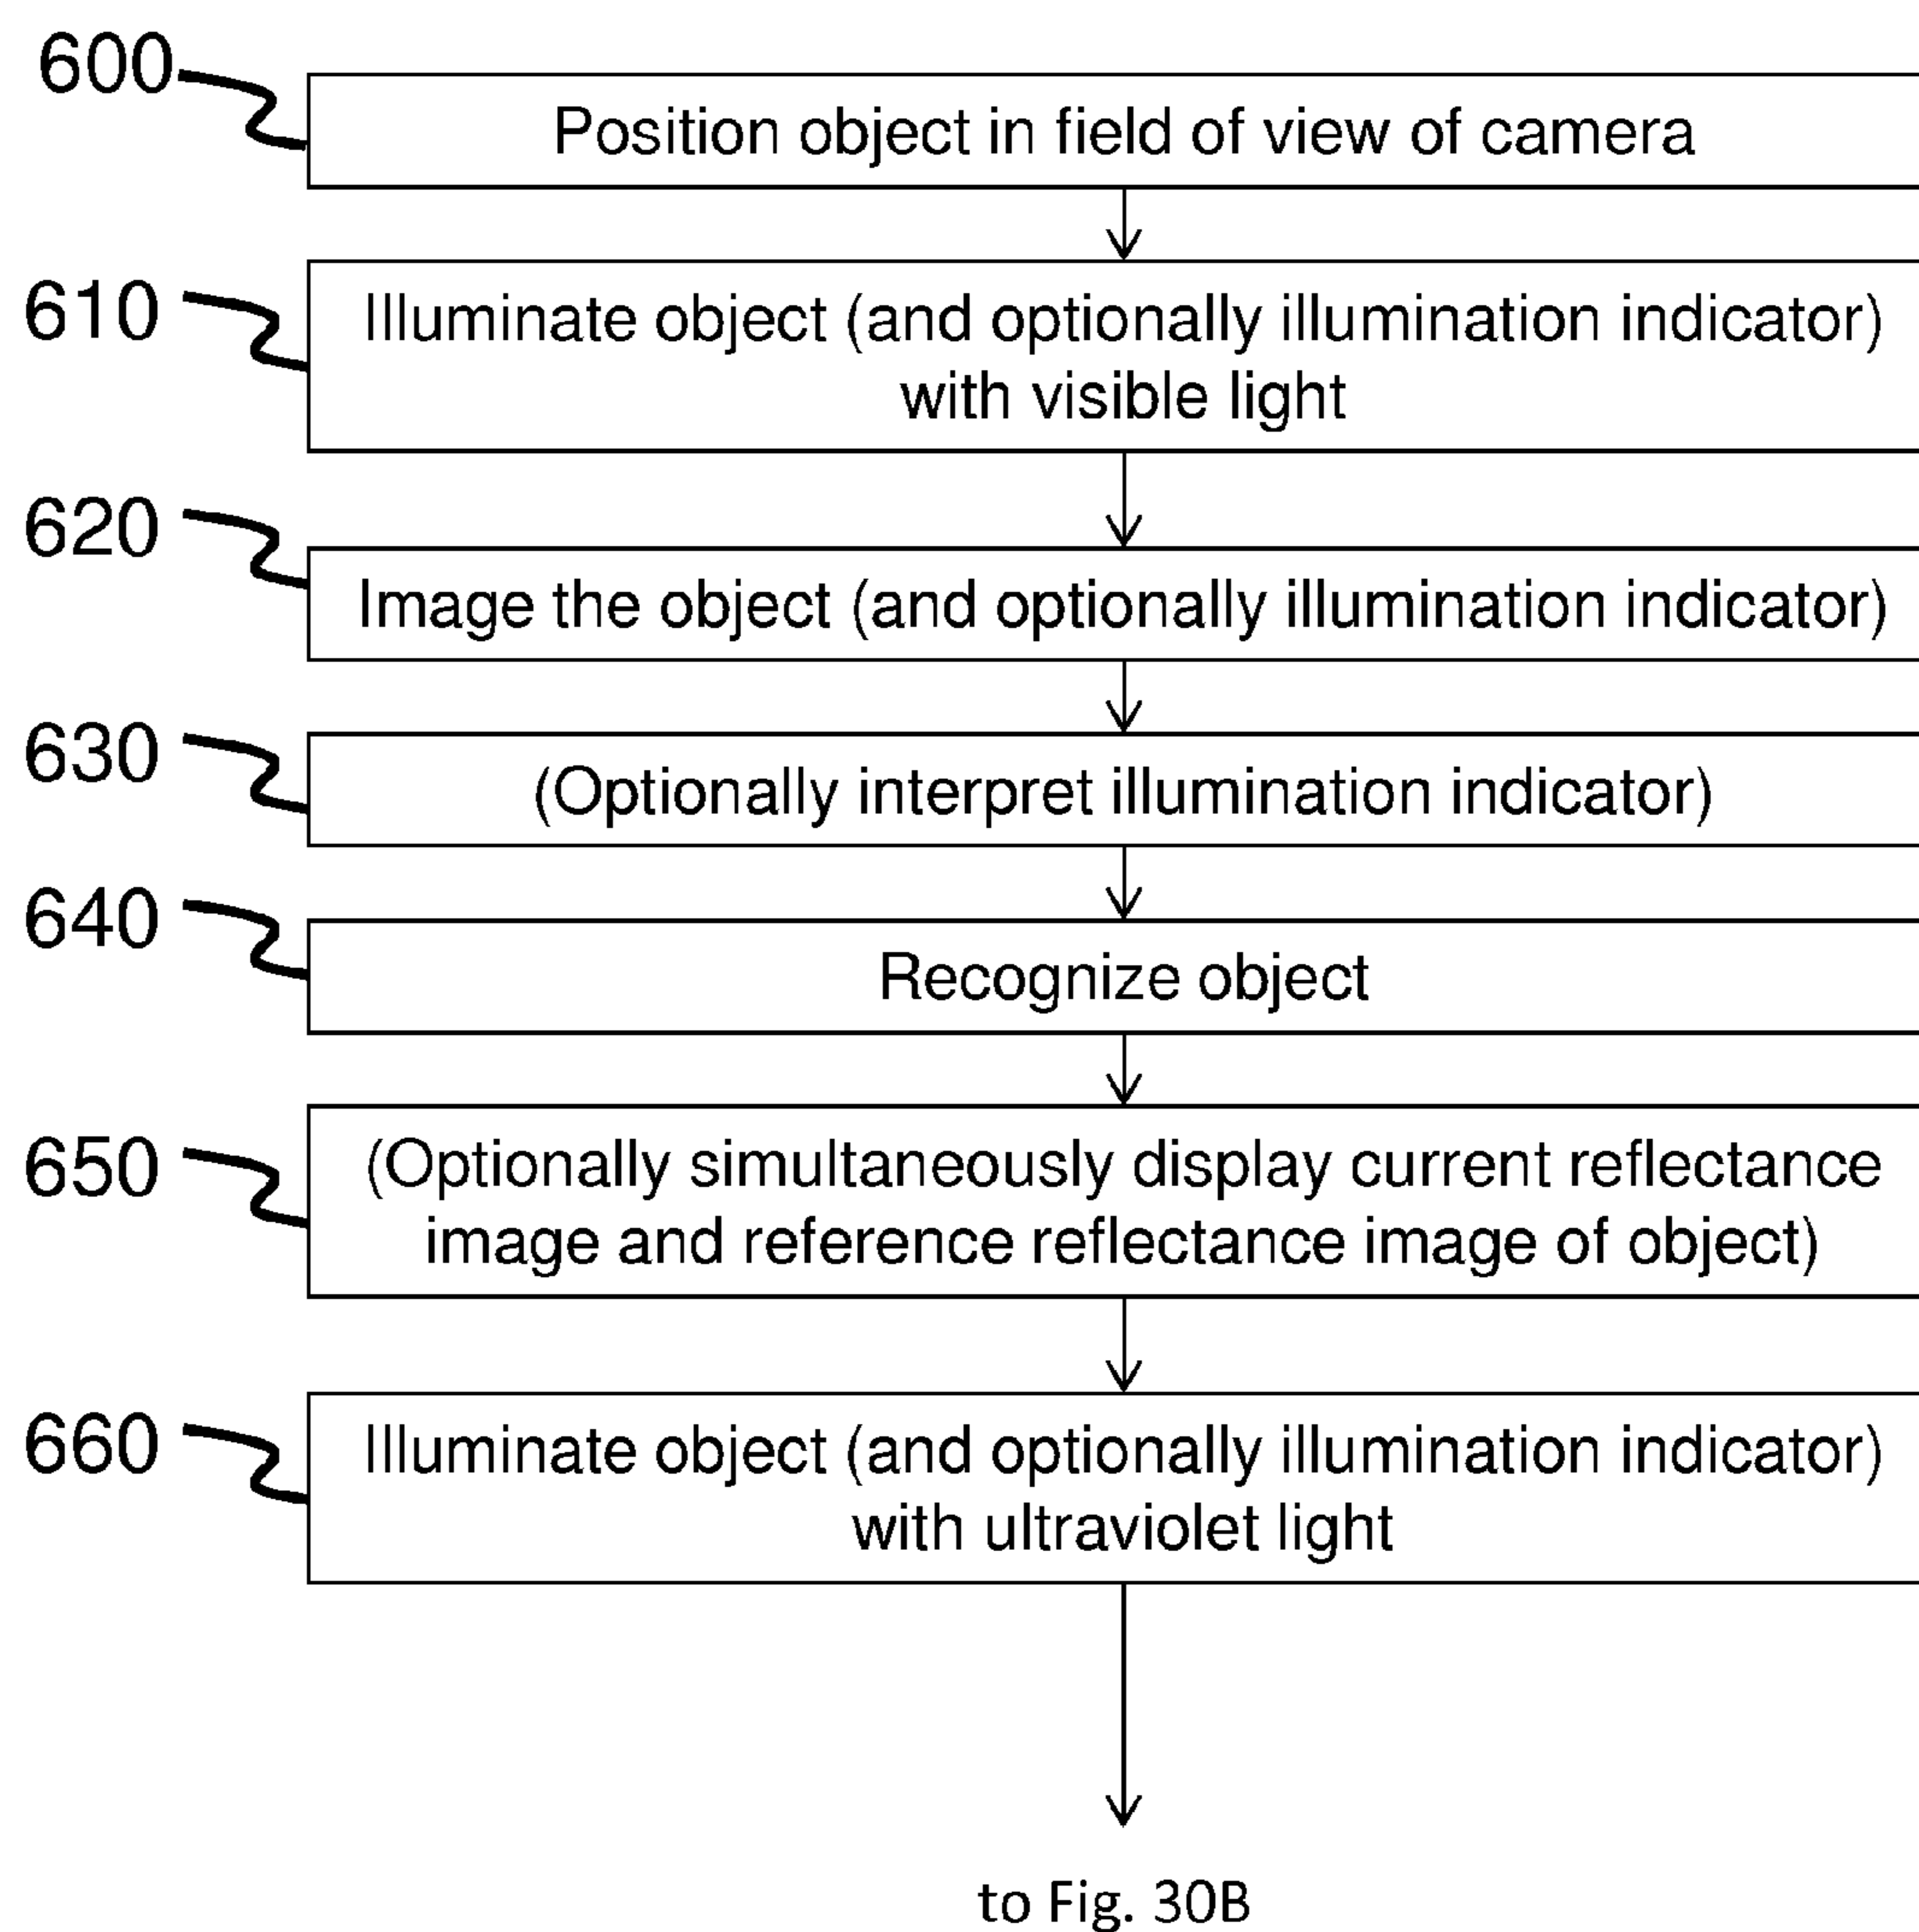 600
Position object in field of view of camera
610
Illuminate object (and optionally illumination indicator)
with visible light
620
Image the object (and optionally illumination indicator)
630
(Optionally interpret illumination indicator)
640
Recognize object
650
(Optionally simultaneously display current reflectance
image and reference reflectance image of object)
660
Illuminate object (and optionally illumination indicator)
with ultraviolet light
to Fig. 30B